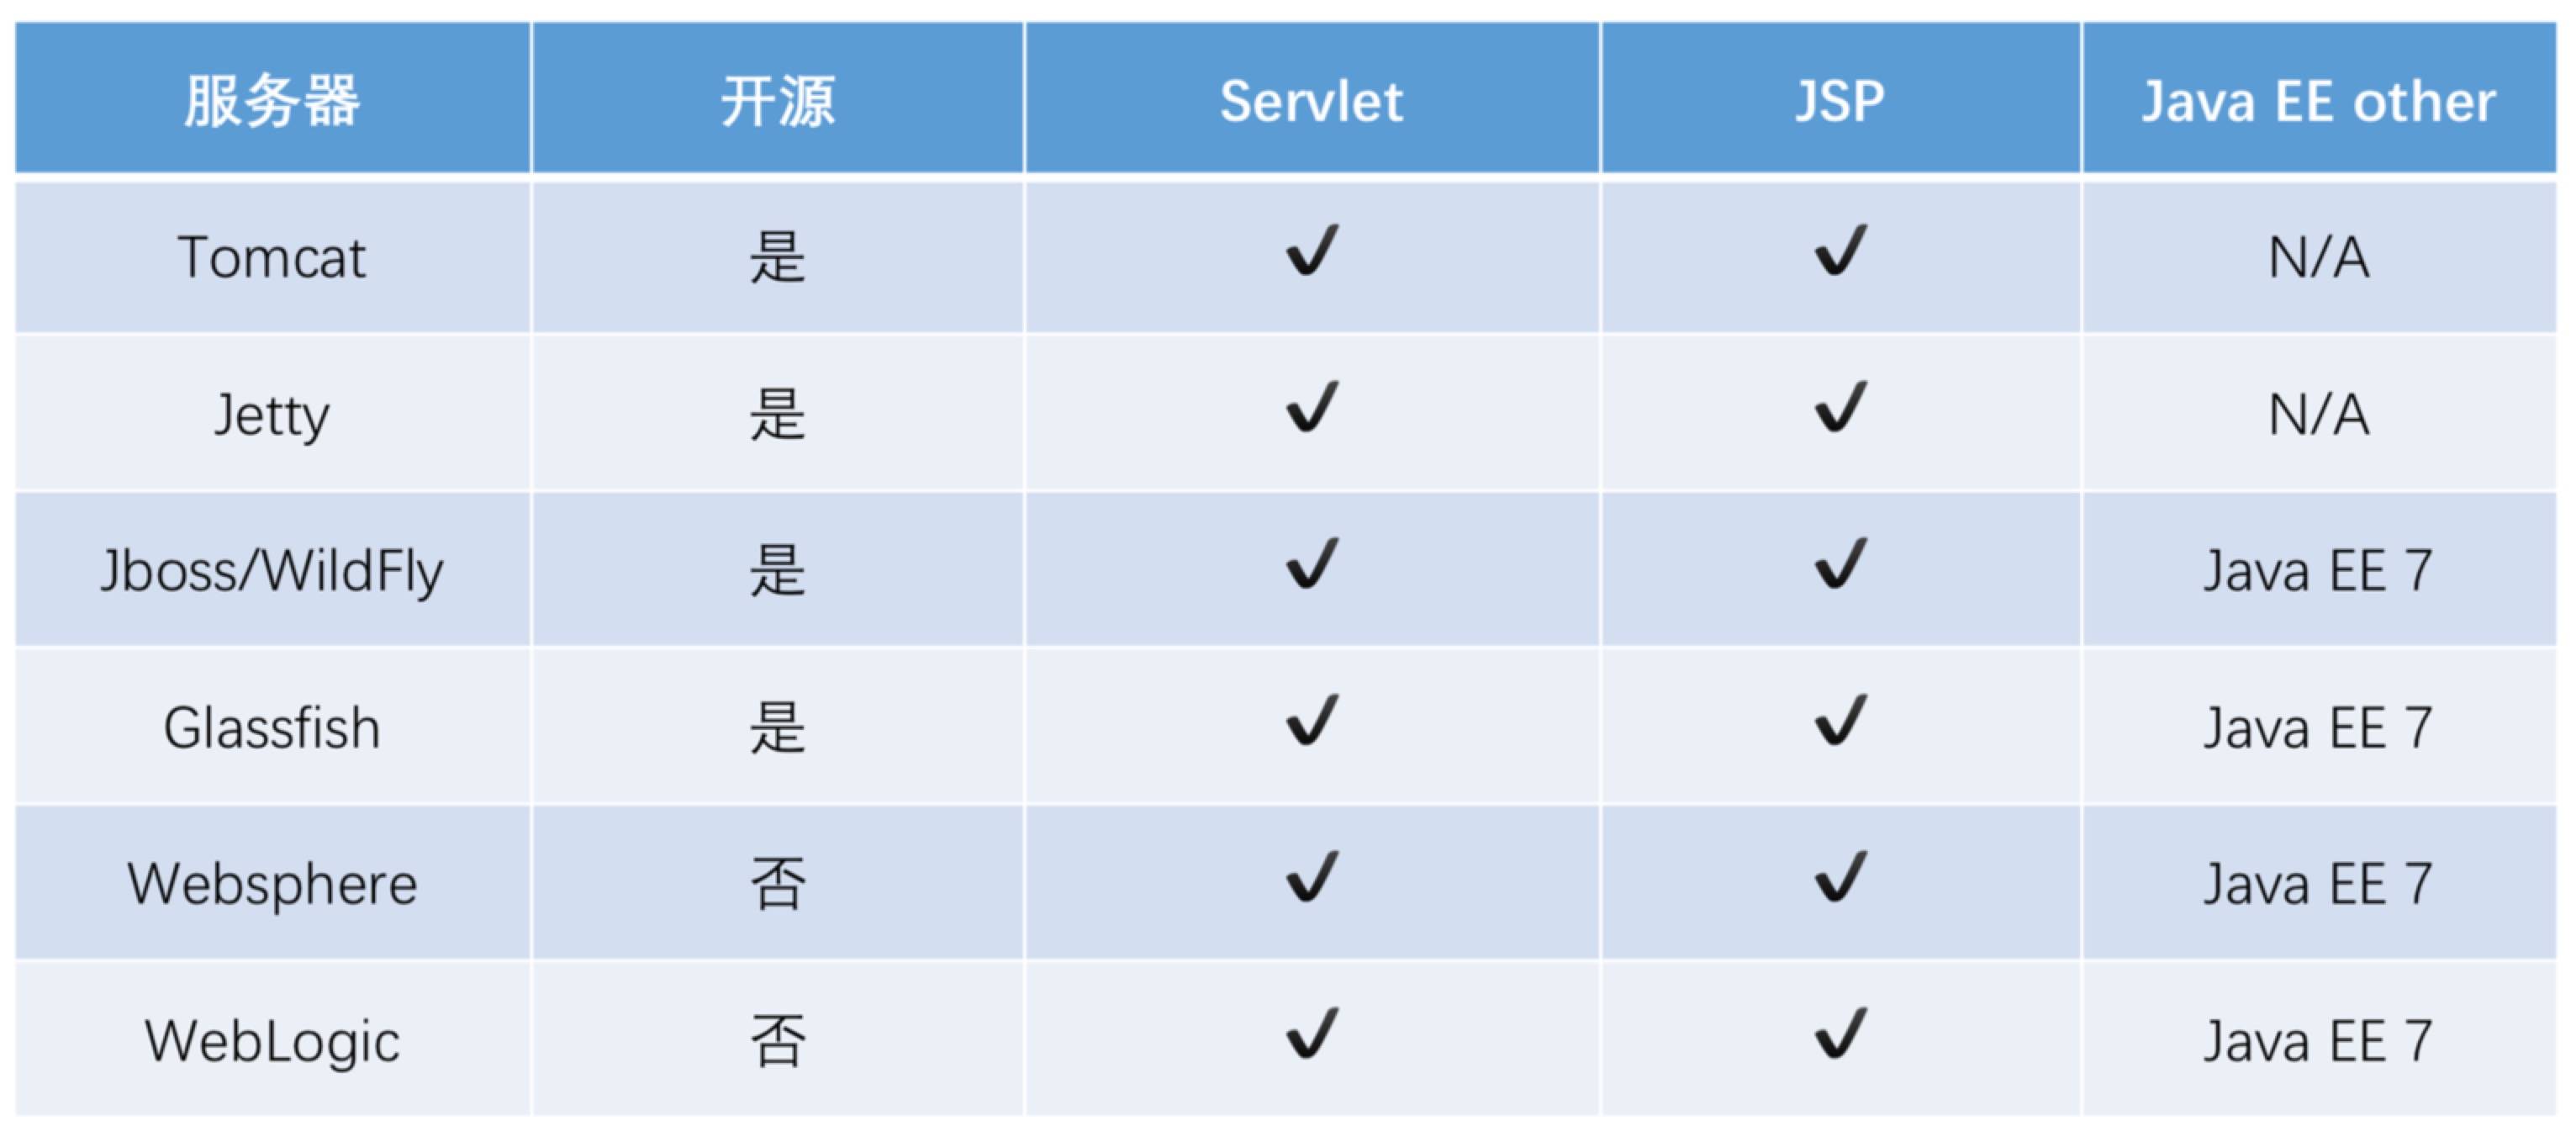 服务器 开源 Servlet JSP Java EE other
Tomcat 是 ✔ ✔ N/A
Jetty 是 ✔ ✔ N/A
Jboss/WildFly 是 ✔ ✔ Java EE 7
Glassfish 是 ✔ ✔ Java EE 7
Websphere 否 ✔ ✔ Java EE 7
WebLogic 否 ✔ ✔ Java EE 7